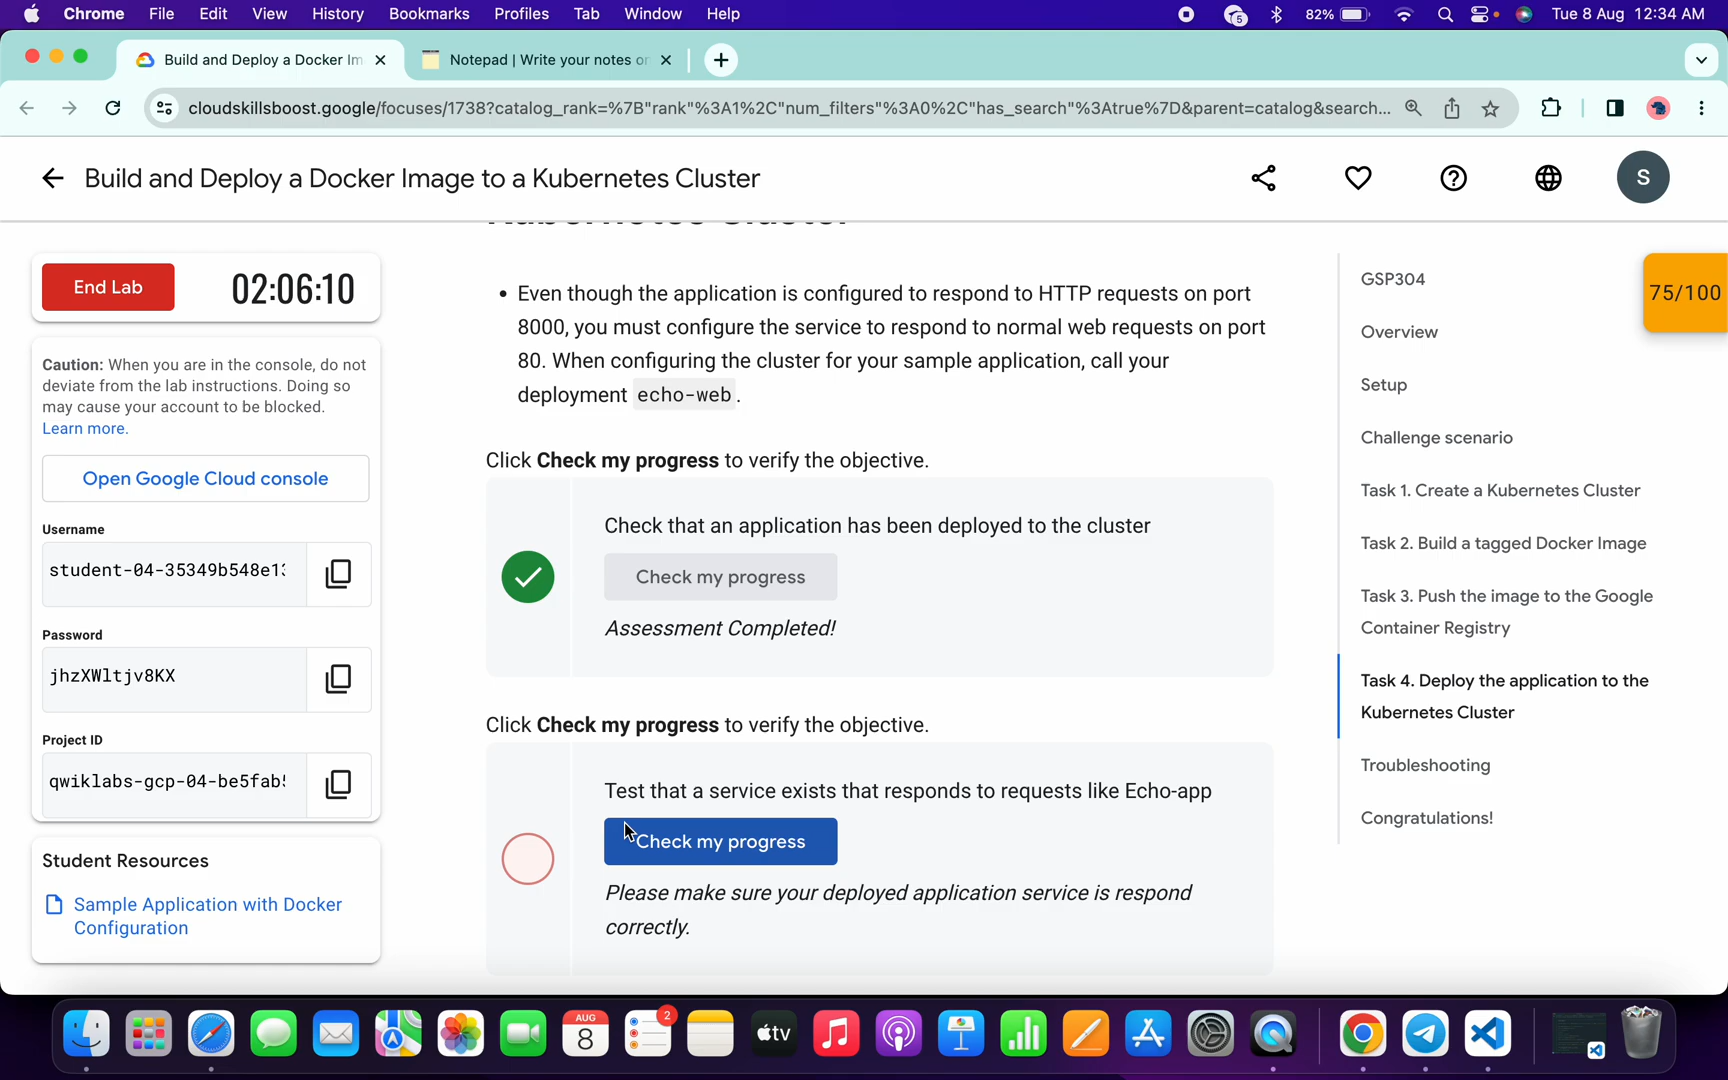 Chrome File Edit View History Bookmarks Profiles Tab Window Help 5 82% Tue 8 Aug 12:34 AM
Build and Deploy a Docker Im Notepad | Write your notes on
cloudskillsboost.google/focuses/1738?catalog_rank=%7B"rank"%3A1%2C"num_filters"%3A0%2C"has_search"%3Atrue%7D&parent=catalog&search...
Build and Deploy a Docker Image to a Kubernetes Cluster
S
Kubernetes Cluster
End Lab
02:06:10
Caution: When you are in the console, do not
deviate from the lab instructions. Doing so
may cause your account to be blocked.
Learn more.
Open Google Cloud console
Username
student-04-35349b548e13
Password
jhzXWltjv8KX
Project ID
qwiklabs-gcp-04-be5fab
Student Resources
Sample Application with Docker
Configuration
• Even though the application is configured to respond to HTTP requests on port
8000, you must configure the service to respond to normal web requests on port
80. When configuring the cluster for your sample application, call your
deployment echo-web.
Click Check my progress to verify the objective.
Check that an application has been deployed to the cluster
Check my progress
Assessment Completed!
Click Check my progress to verify the objective.
Test that a service exists that responds to requests like Echo-app
Check my progress
Please make sure your deployed application service is respond
correctly.
GSP304
Overview
Setup
Challenge scenario
Task 1. Create a Kubernetes Cluster
Task 2. Build a tagged Docker Image
Task 3. Push the image to the Google
Container Registry
Task 4. Deploy the application to the
Kubernetes Cluster
Troubleshooting
Congratulations!
75/100
AUG
8
2
tv